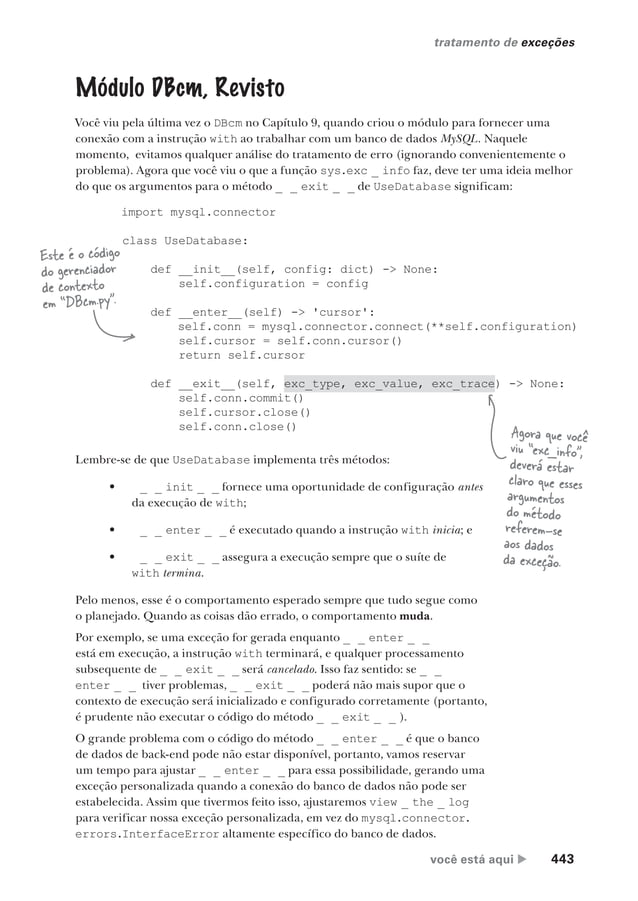 tratamento de exceções
Módulo DBcm, Revisto
Você viu pela última vez o DBcm no Capítulo 9, quando criou o módulo para fornecer uma
conexão com a instrução with ao trabalhar com um banco de dados MySQL. Naquele
momento, evitamos qualquer análise do tratamento de erro (ignorando convenientemente o
problema). Agora que você viu o que a função sys.exc _ info faz, deve ter uma ideia melhor
do que os argumentos para o método _ _ exit _ _ de UseDatabase significam:
import mysql.connector
class UseDatabase:
Este é o código
do gerenciador
de contexto
em “DBcm.py”.
def __init__(self, config: dict) -> None:
self.configuration = config
def __enter__(self) -> 'cursor':
self.conn = mysql.connector.connect(**self.configuration)
self.cursor = self.conn.cursor()
return self.cursor
def __exit__(self, exc_type, exc_value, exc_trace) -> None:
self.conn.commit()
self.cursor.close()
self.conn.close()
Agora que você
viu “exc_info”,
deverá estar
claro que esses
argumentos
do método
referem-se
aos dados
da exceção.
Lembre-se de que UseDatabase implementa três métodos:
• _ _ init _ _ fornece uma oportunidade de configuração antes
da execução de with;
• _ _ enter _ _ é executado quando a instrução with inicia; e
• _ _ exit _ _ assegura a execução sempre que o suíte de
with termina.
Pelo menos, esse é o comportamento esperado sempre que tudo segue como
o planejado. Quando as coisas dão errado, o comportamento muda.
Por exemplo, se uma exceção for gerada enquanto _ _ enter _ _
está em execução, a instrução with terminará, e qualquer processamento
subsequente de _ _ exit _ _ será cancelado. Isso faz sentido: se _ _
enter _ _ tiver problemas, _ _ exit _ _ poderá não mais supor que o
contexto de execução será inicializado e configurado corretamente (portanto,
é prudente não executar o código do método _ _ exit _ _ ).
O grande problema com o código do método _ _ enter _ _ é que o banco
de dados de back-end pode não estar disponível, portanto, vamos reservar
um tempo para ajustar _ _ enter _ _ para essa possibilidade, gerando uma
exceção personalizada quando a conexão do banco de dados não pode ser
estabelecida. Assim que tivermos feito isso, ajustaremos view _ the _ log
para verificar nossa exceção personalizada, em vez do mysql.connector.
errors.InterfaceError altamente específico do banco de dados.
você está aqui ▶ 443